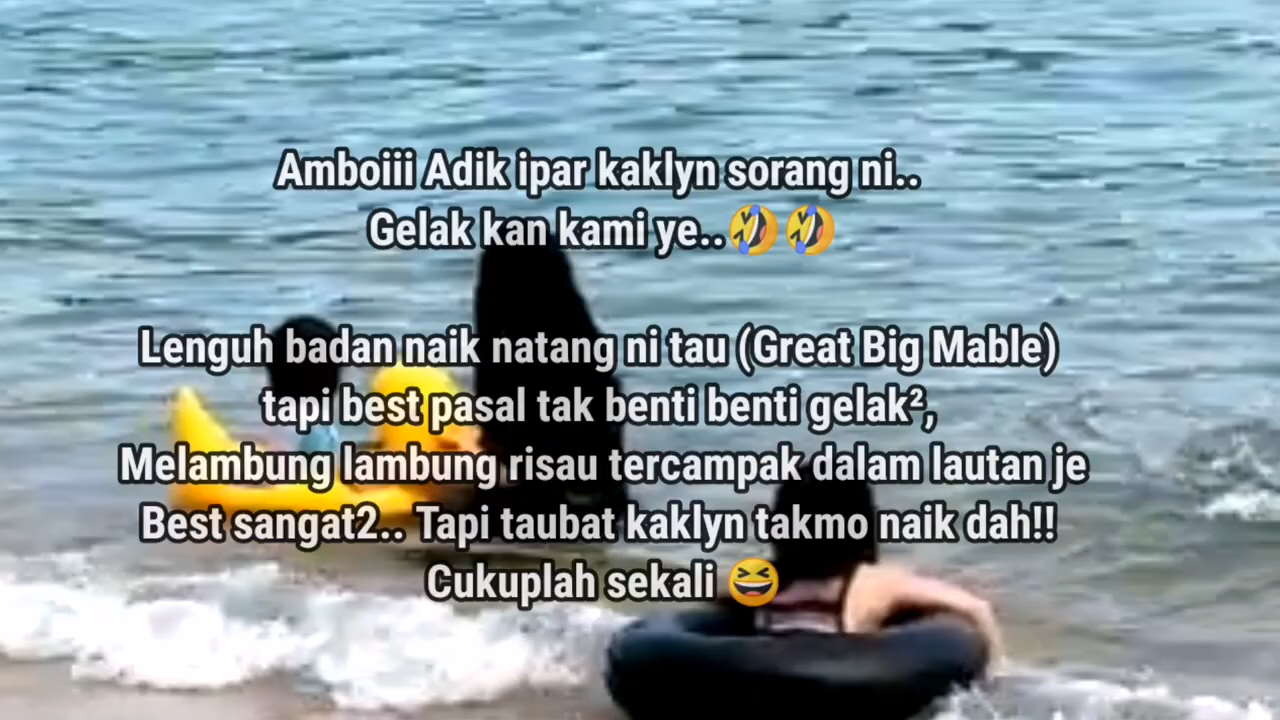 Amboiii Adik ipar kaklyn sorang ni..
Gelak kan kami ye..🤣🤣
Lenguh badan naik natang ni tau (Great Big Mable)
tapi best pasal tak benti benti gelak²,
Melambung lambung risau tercampak dalam lautan je
Best sangat2.. Tapi taubat kaklyn takmo naik dah!!
Cukuplah sekali 😆